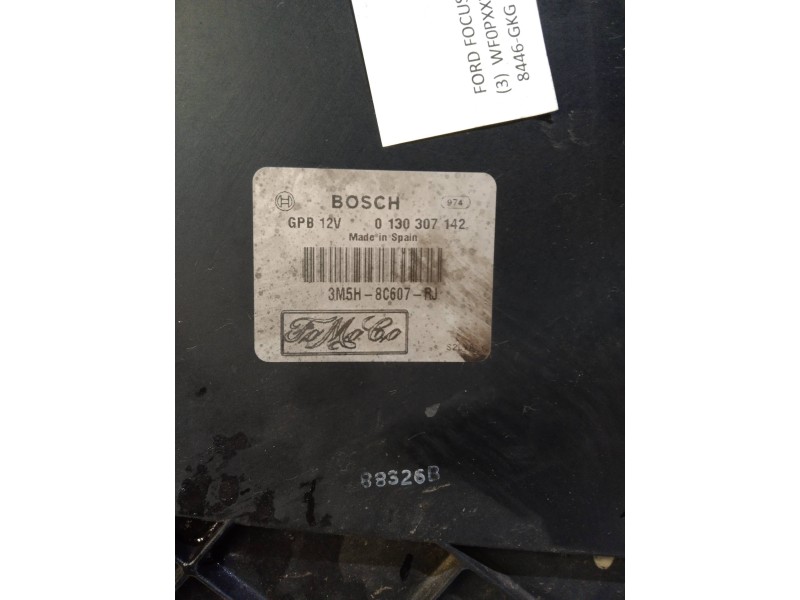 FORD FOCUS
(3) WF0PXX
8446-GKG
BOSCH 974
GPB 12V 0 130 307 142
Made in Spain
3M5H-8C607-RJ
FoMoCo
88326B